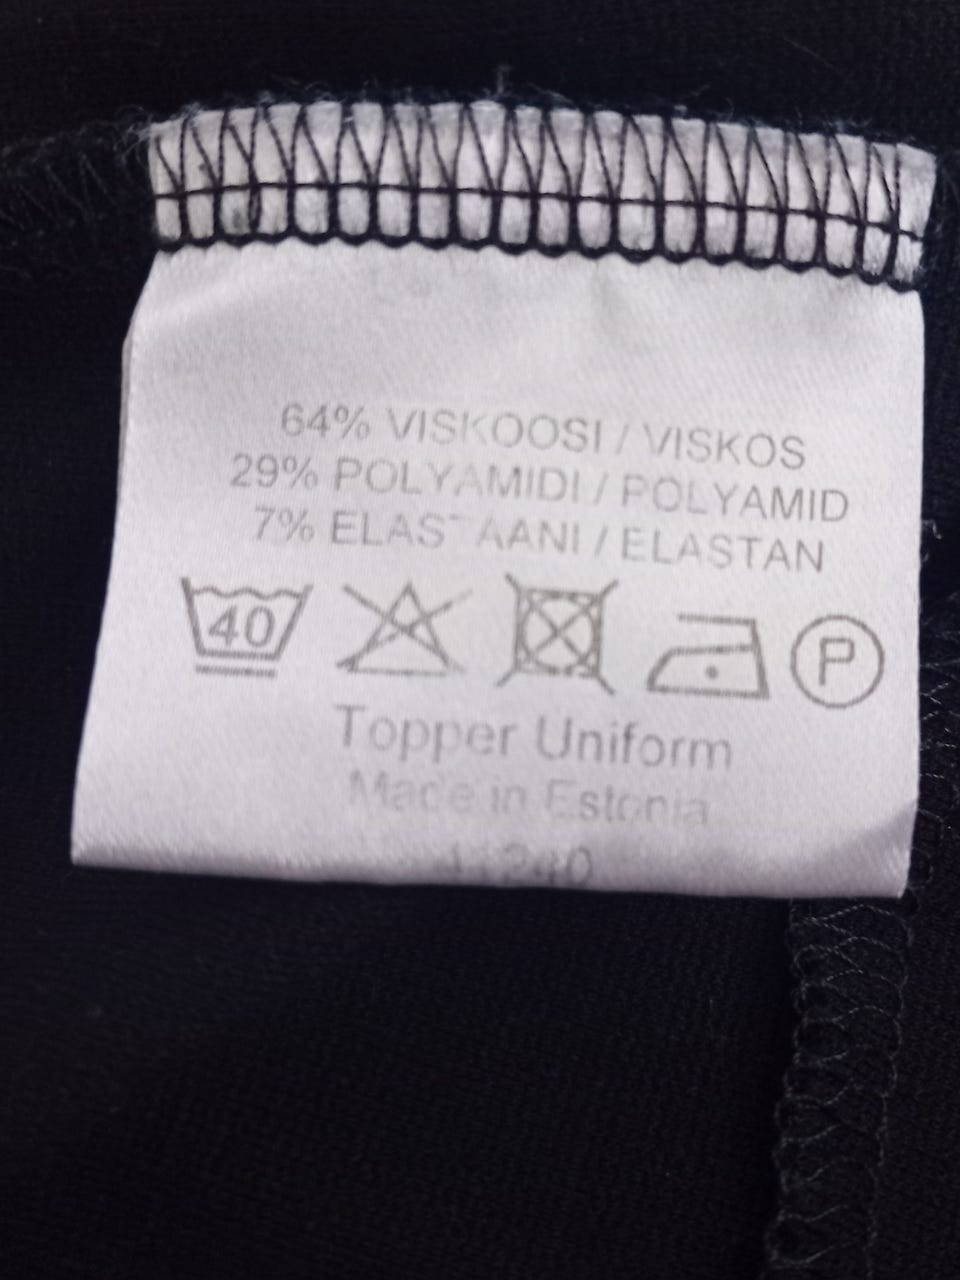 64% VISKOOSI / VISKOS
29% POLYAMIDI / POLYAMID
7% ELASTAANI / ELASTAN
40
P
Topper Uniform
Made in Estonia